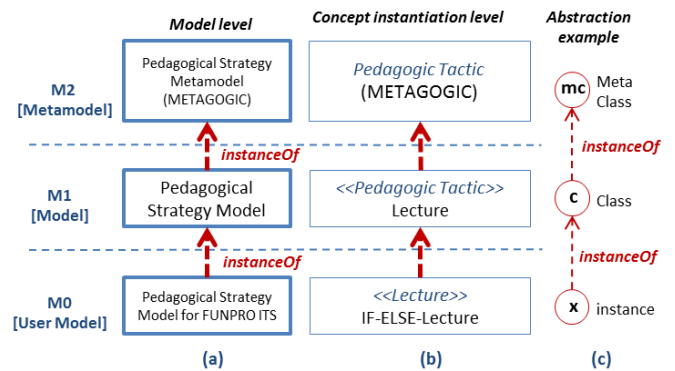 Model level
Concept instantiation level
Abstraction
example
M2
[Metamodel]
Pedagogical Strategy
Metamodel
(METAGOGIC)
Pedagogic Tactic
(METAGOGIC)
mc
Meta
Class
instanceOf
instanceOf
M1
[Model]
Pedagogical
Strategy Model
<<Pedagogic Tactic>>
Lecture
c
Class
instanceOf
instanceOf
M0
[User Model]
Pedagogical Strategy
Model for FUNPRO ITS
<<Lecture>>
IF-ELSE-Lecture
x
instance
(a)
(b)
(c)